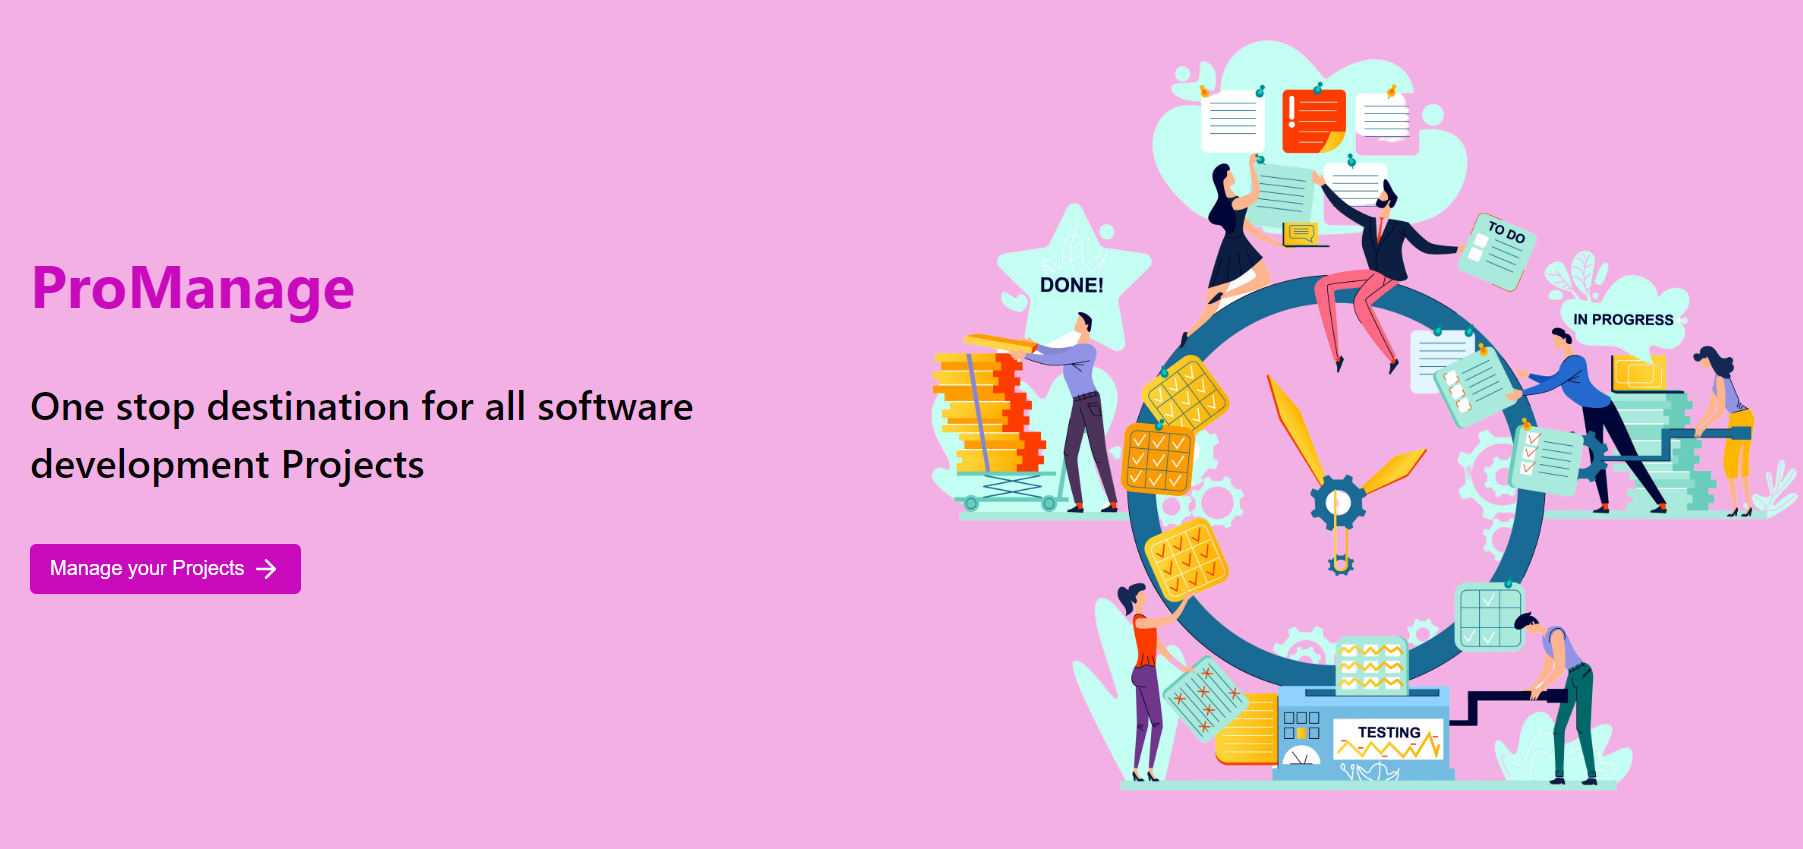 ProManage
One stop destination for all software
development Projects
Manage your Projects
TO DO
DONE!
IN PROGRESS
TESTING